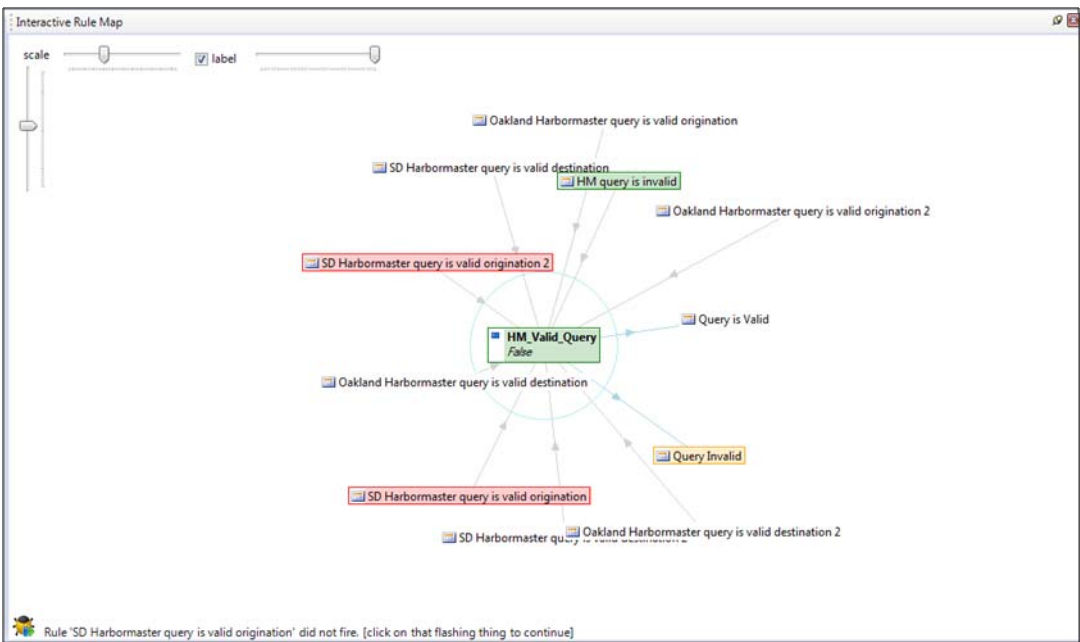 Interactive Rule Map
scale
label
Oakland Harbormaster query is valid origination
SD Harbormaster query is valid destination
HM query is invalid
Oakland Harbormaster query is valid origination 2
SD Harbormaster query is valid origination 2
Query is Valid
HM_Valid_Query
False
Oakland Harbormaster query is valid destination
Query Invalid
SD Harbormaster query is valid origination
Oakland Harbormaster query is valid destination 2
SD Harbormaster
Rule 'SD Harbormaster query is valid origination' did not fire. [click on that flashing thing to continue]